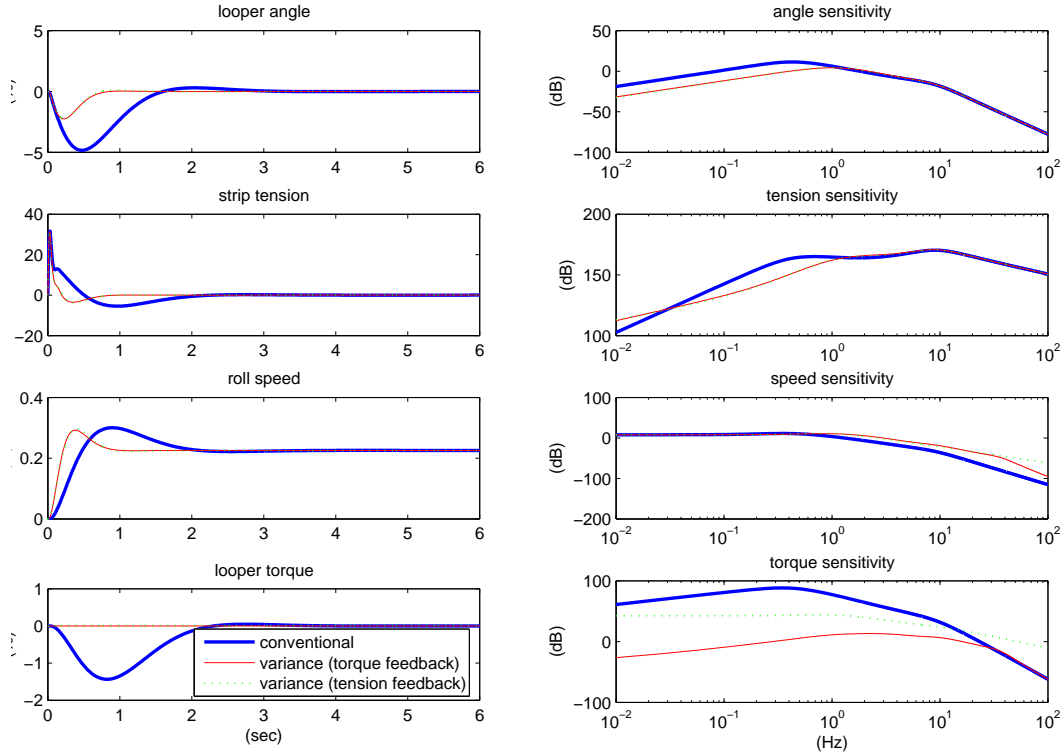 looper angle
5
0
−5
0 1 2 3 4 5 6
strip tension
40
20
0
−20
0 1 2 3 4 5 6
roll speed
0.4
0.2
0
0 1 2 3 4 5 6
looper torque
1
0
−1
−2
0 1 2 3 4 5 6
(sec)
conventional
variance (torque feedback)
variance (tension feedback)
angle sensitivity
50
0
−50
−100
(dB)
10^−2 10^−1 10^0 10^1 10^2
tension sensitivity
200
150
100
(dB)
10^−2 10^−1 10^0 10^1 10^2
speed sensitivity
100
0
−100
−200
(dB)
10^−2 10^−1 10^0 10^1 10^2
torque sensitivity
100
0
−100
(dB)
10^−2 10^−1 10^0 10^1 10^2
(Hz)